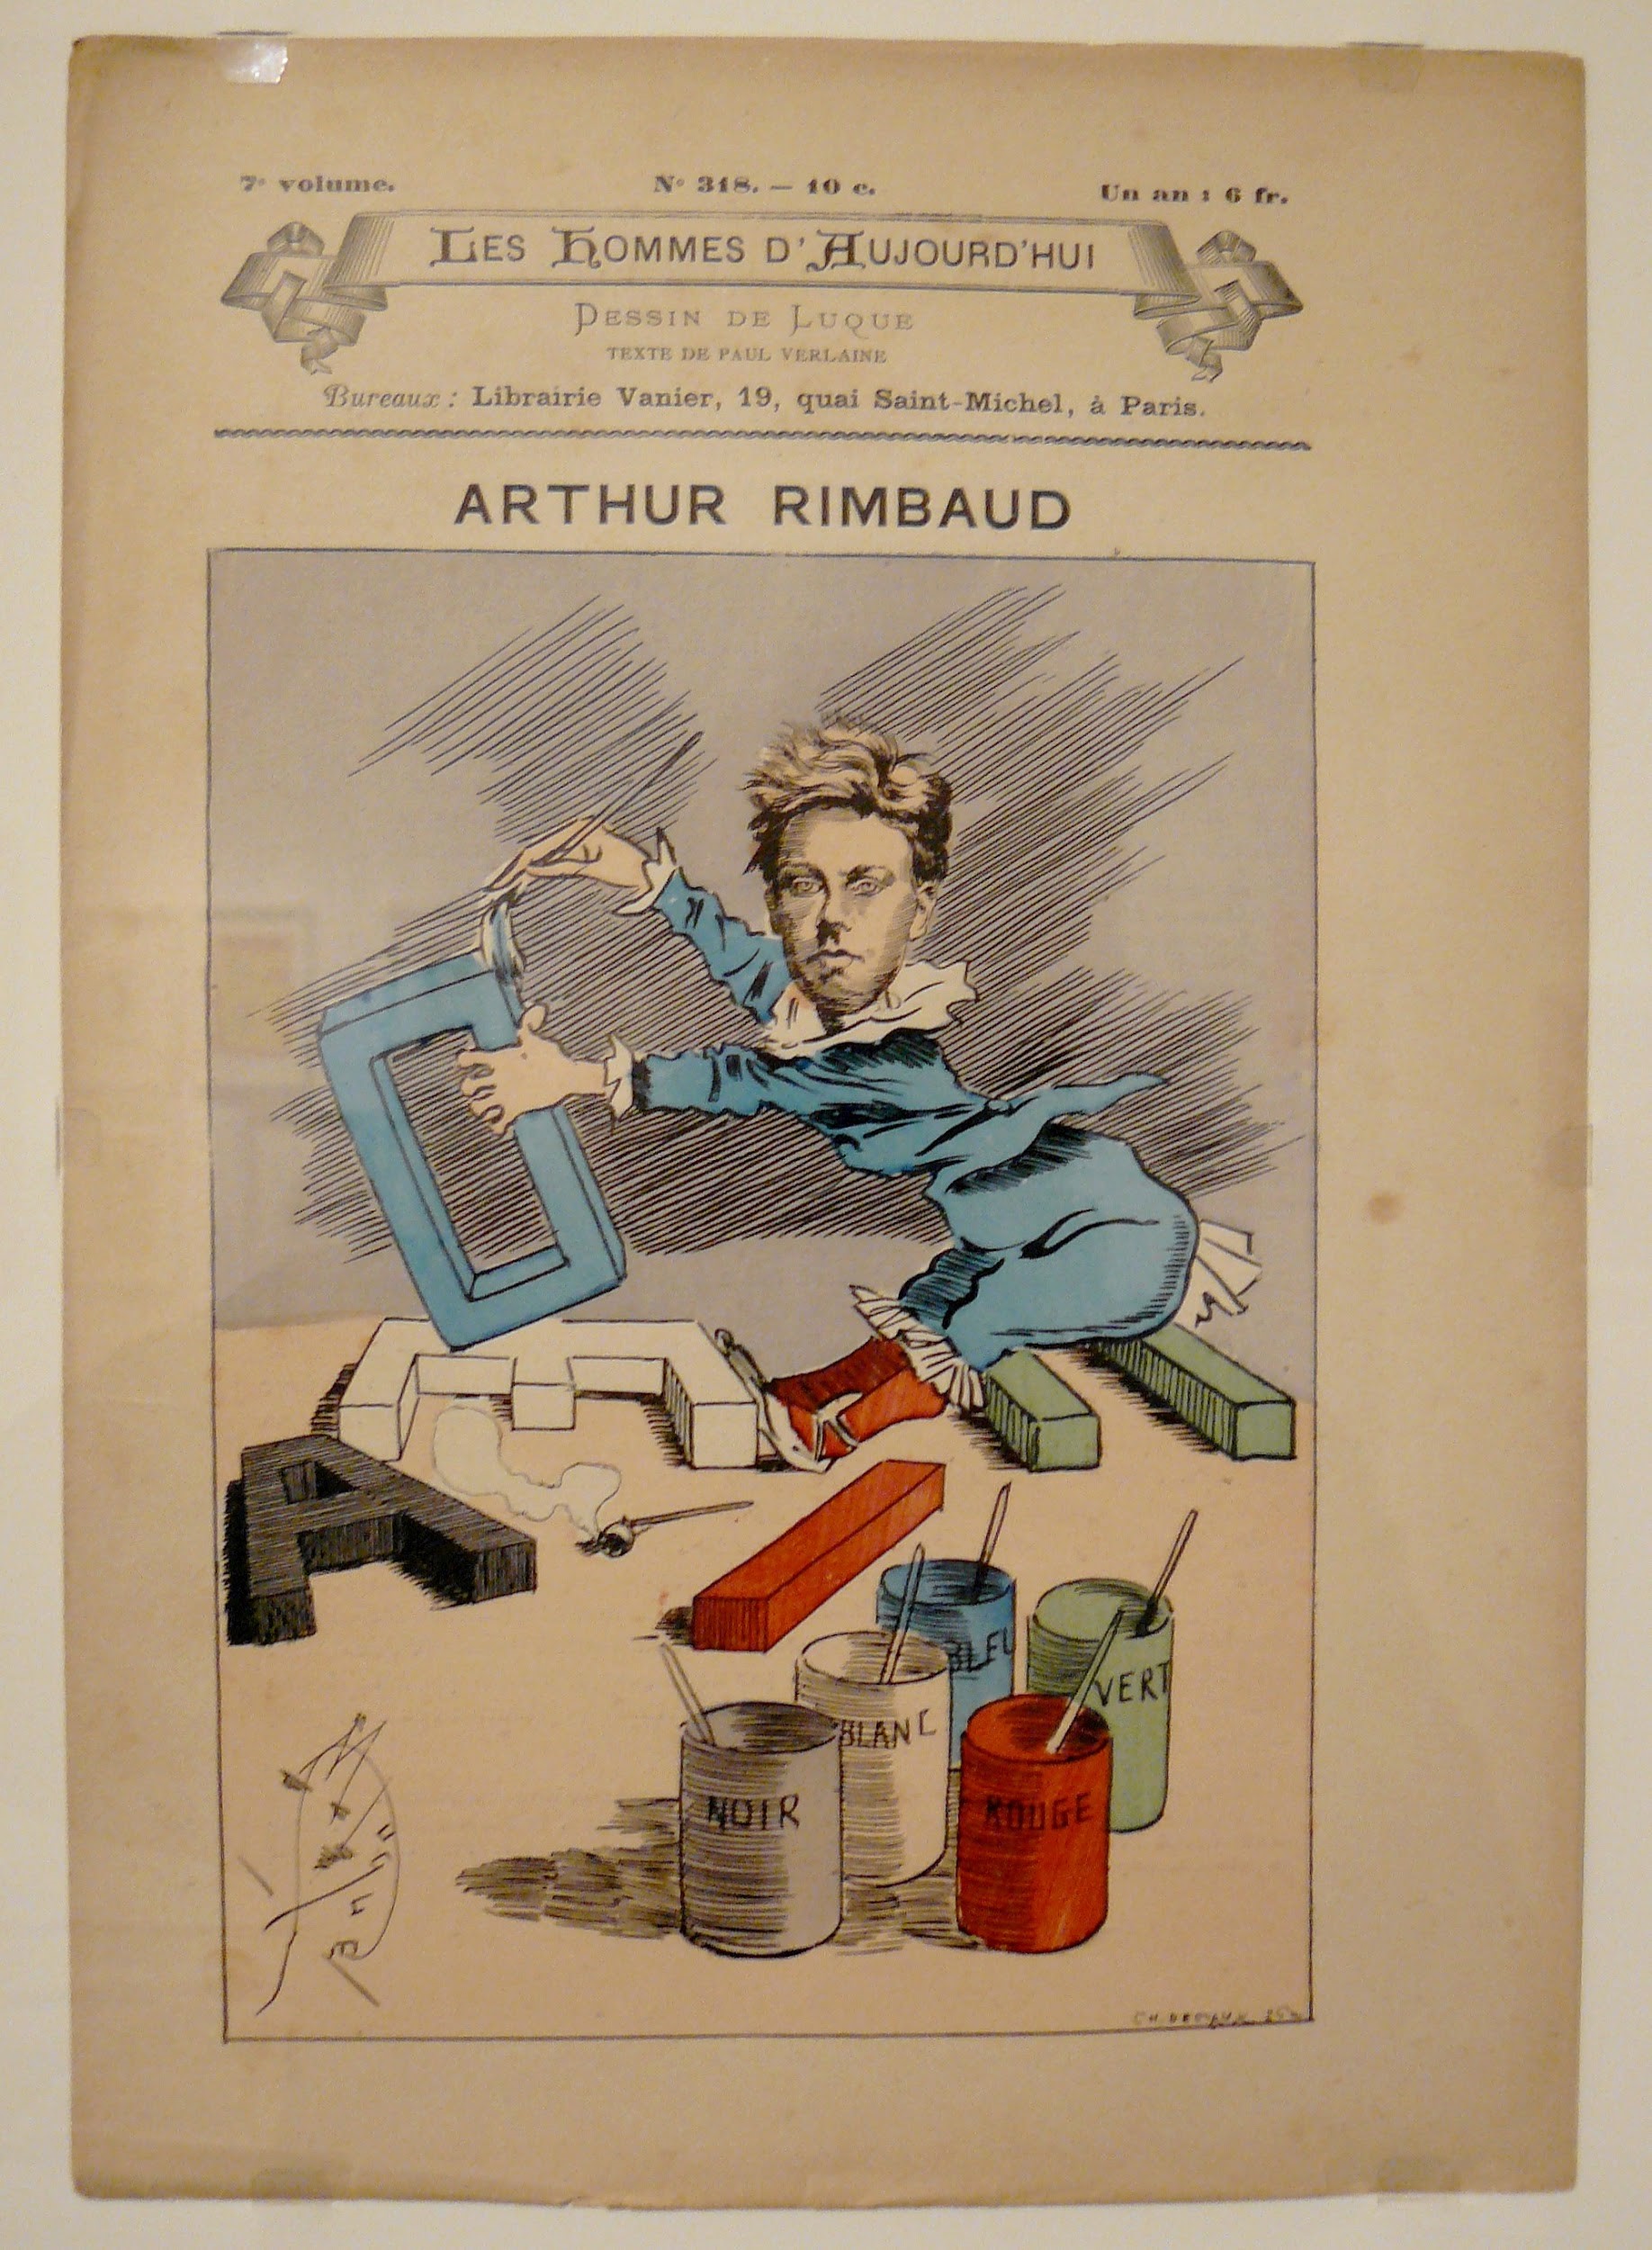 7e volume.
No 318. — 10 c.
Un an : 6 fr.
LES HOMMES D'AUJOURD'HUI
DESSIN DE LUQUE
TEXTE DE PAUL VERLAINE
Bureaux : Librairie Vanier, 19, quai Saint-Michel, à Paris.
ARTHUR RIMBAUD
A
E
I
U
O
BLEU
VERT
BLANC
NOIR
ROUGE